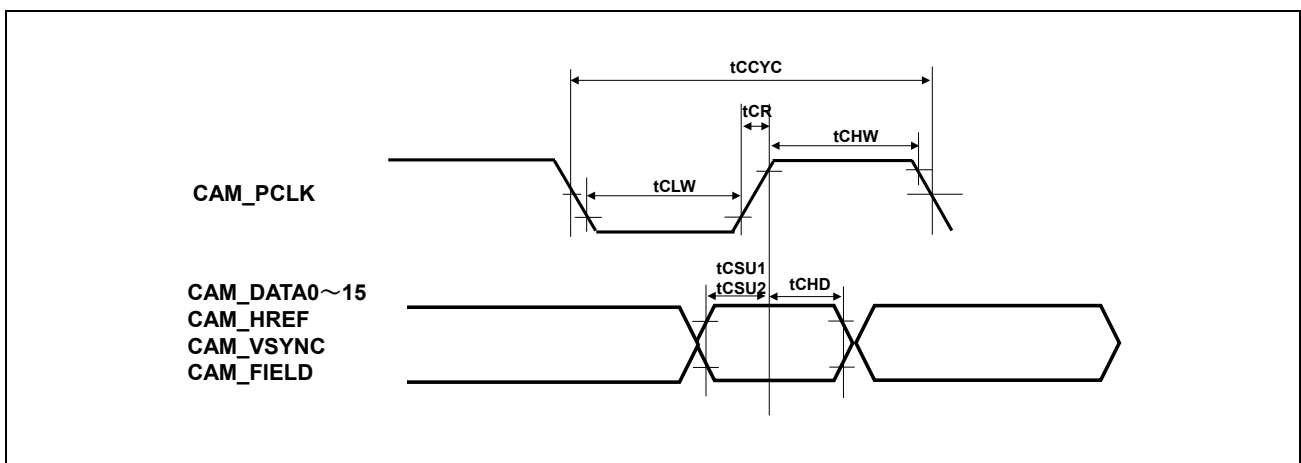 tCCYC
tCR
tCHW
CAM_PCLK
tCLW
tCSU1
tCSU2
tCHD
CAM_DATA0～15
CAM_HREF
CAM_VSYNC
CAM_FIELD